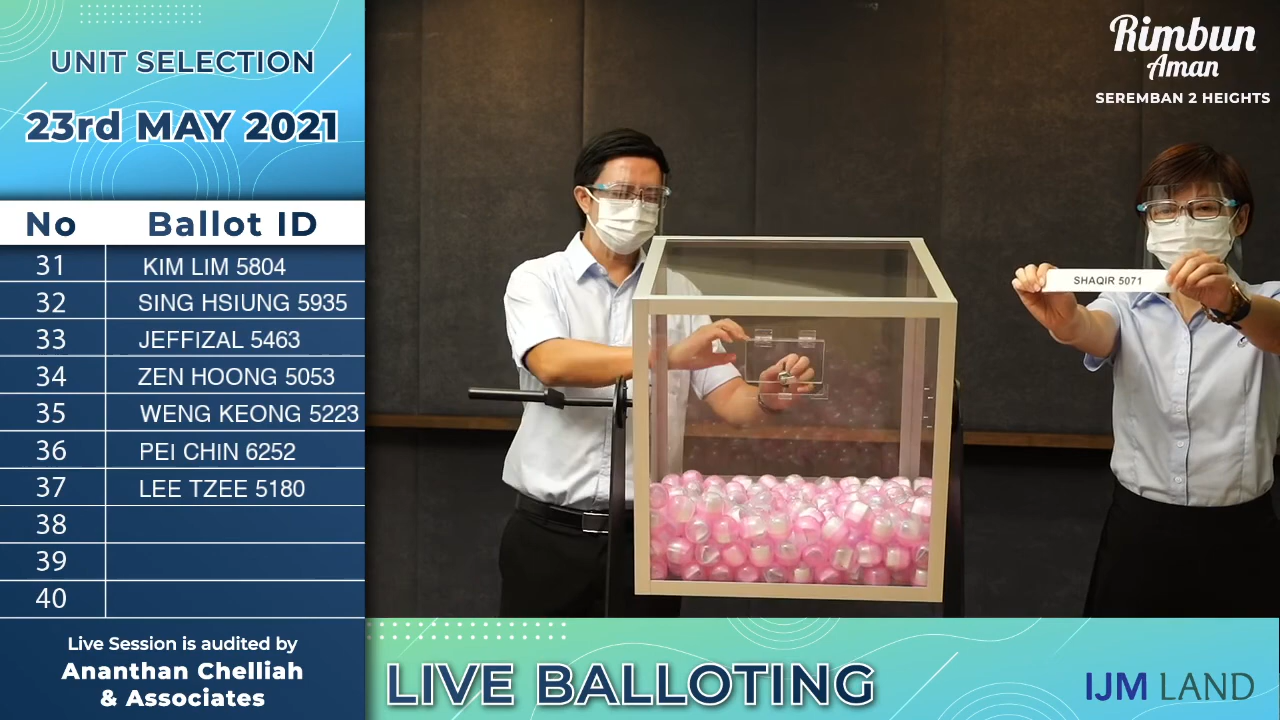 UNIT SELECTION
23rd MAY 2021
No Ballot ID
31 KIM LIM 5804
32 SING HSIUNG 5935
33 JEFFIZAL 5463
34 ZEN HOONG 5053
35 WENG KEONG 5223
36 PEI CHIN 6252
37 LEE TZEE 5180
38
39
40
Live Session is audited by
Ananthan Chelliah
& Associates
Rimbun
Aman
SEREMBAN 2 HEIGHTS
SHAQIR 5071
LIVE BALLOTING
IJM LAND